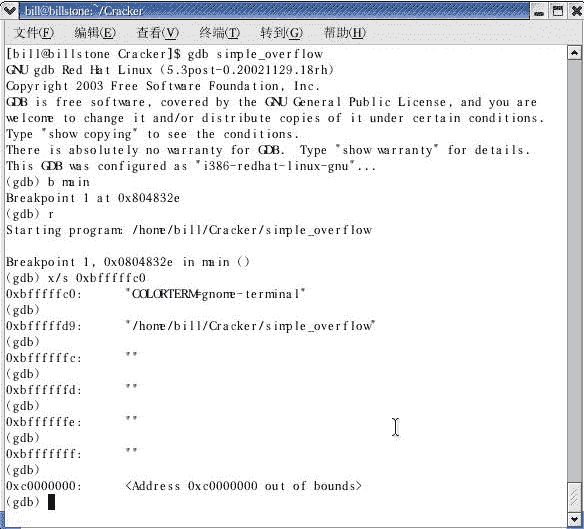 bill@billstone:~/Cracker
文件(F) 编辑(E) 查看(V) 终端(T) 转到(G) 帮助(H)
[bill@billstone Cracker]$ gdb simple_overflow
GNU gdb Red Hat Linux (5.3post-0.20021129.18rh)
Copyright 2003 Free Software Foundation, Inc.
GDB is free software, covered by the GNU General Public License, and you are
welcome to change it and/or distribute copies of it under certain conditions.
Type "show copying" to see the conditions.
There is absolutely no warranty for GDB.  Type "show warranty" for details.
This GDB was configured as "i386-redhat-linux-gnu"...
(gdb) b main
Breakpoint 1 at 0x804832e
(gdb) r
Starting program: /home/bill/Cracker/simple_overflow
Breakpoint 1, 0x0804832e in main ()
(gdb) x/s 0xbfffffc0
0xbfffffc0:      "COLORTERM=gnome-terminal"
(gdb)
0xbfffffd9:      "/home/bill/Cracker/simple_overflow"
(gdb)
0xbffffffc:      ""
(gdb)
0xbffffffd:      ""
(gdb)
0xbffffffe:      ""
(gdb)
0xbfffffff:      ""
(gdb)
0xc0000000:      <Address 0xc0000000 out of bounds>
(gdb)